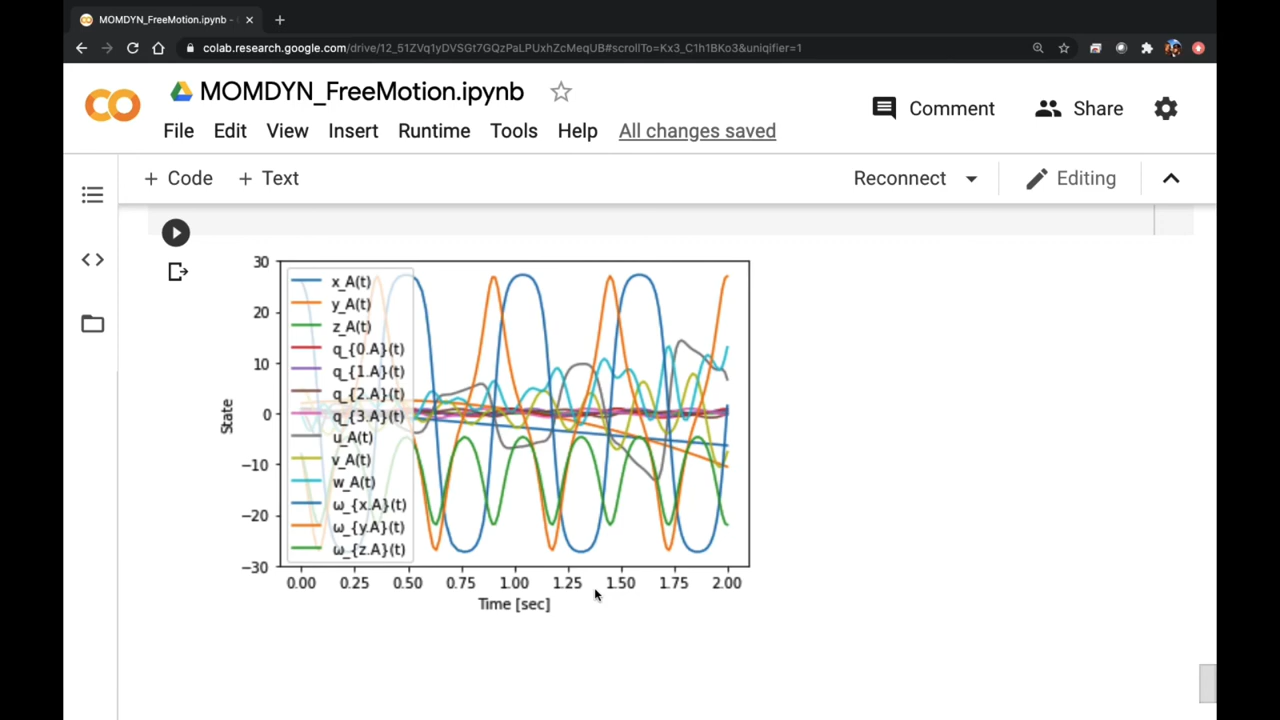 MOMDYN_FreeMotion.ipynb -
colab.research.google.com/drive/12_51ZVq1yDVSGt7GQzPaLPUxhZcMeqUB#scrollTo=Kx3_C1h1BKo3&uniqifier=1
MOMDYN_FreeMotion.ipynb
Comment
Share
File Edit View Insert Runtime Tools Help All changes saved
+ Code + Text
Reconnect
Editing
30
20
10
0
−10
−20
−30
State
x_A(t)
y_A(t)
z_A(t)
q_{0.A}(t)
q_{1.A}(t)
q_{2.A}(t)
q_{3.A}(t)
u_A(t)
v_A(t)
w_A(t)
ω_{x.A}(t)
ω_{y.A}(t)
ω_{z.A}(t)
0.00 0.25 0.50 0.75 1.00 1.25 1.50 1.75 2.00
Time [sec]